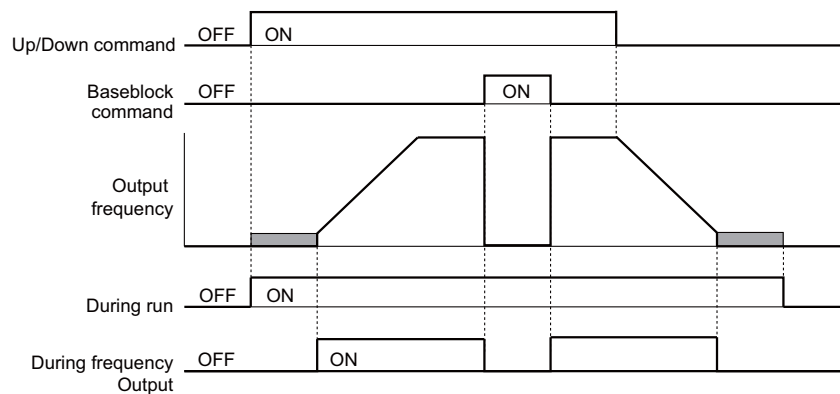 OFF ON
Up/Down command
Baseblock command
OFF
ON
Output frequency
OFF ON
During run
OFF
ON
During frequency Output